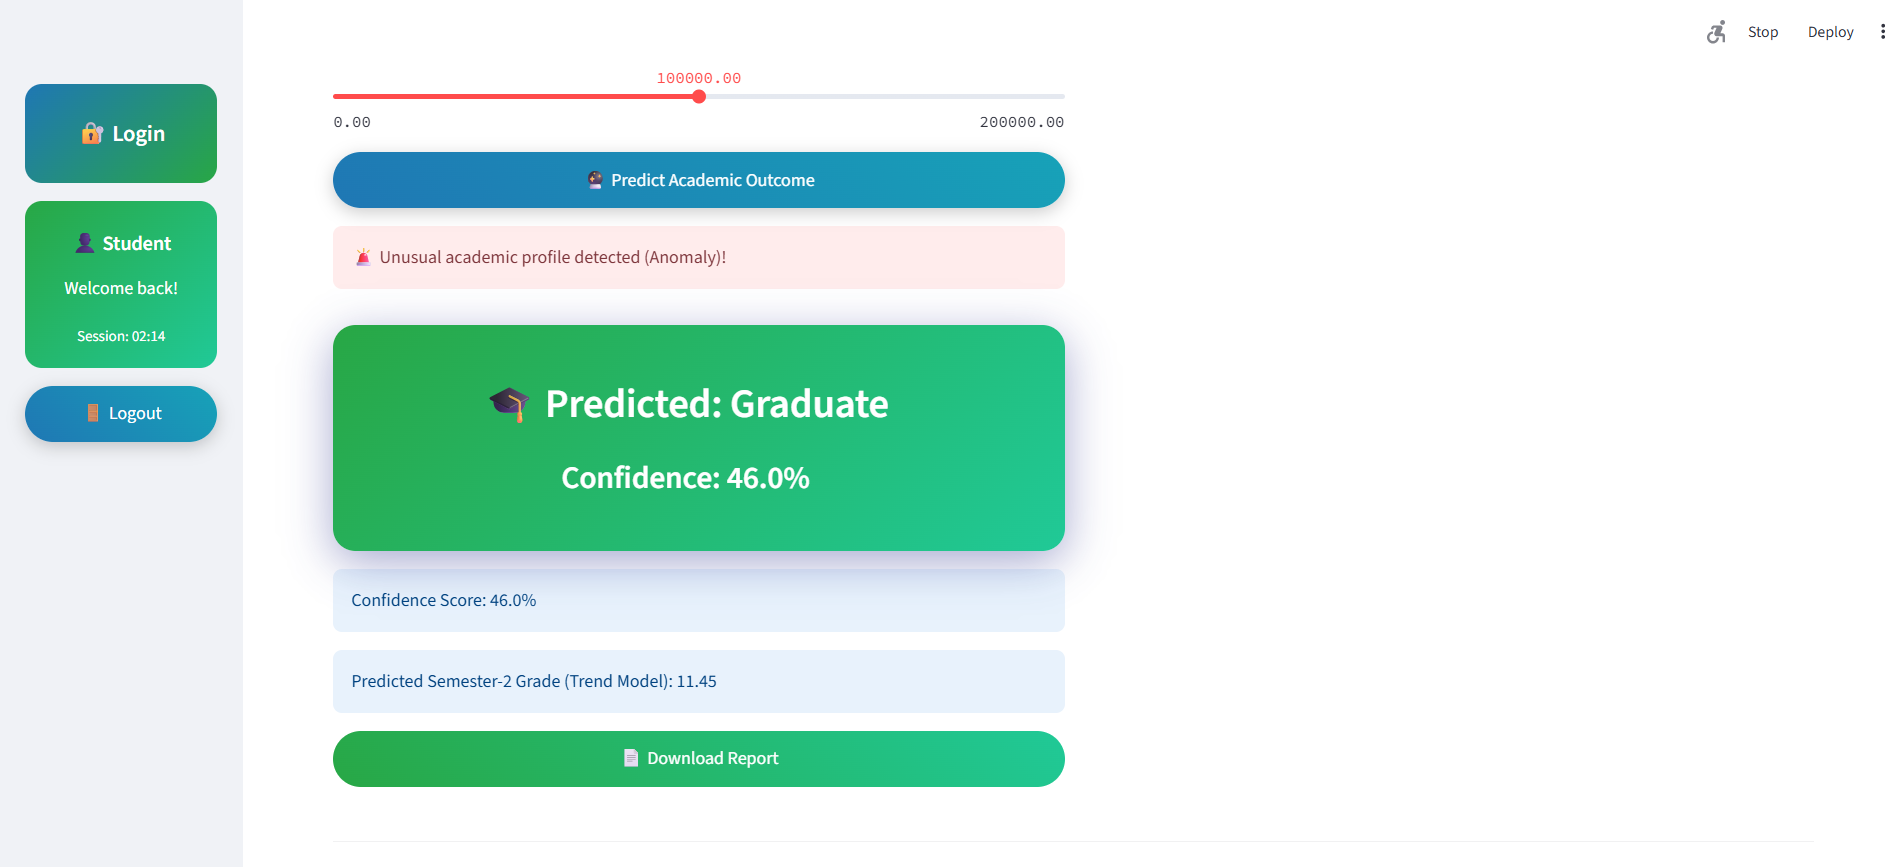 Stop
Deploy
Login
Student
Welcome back!
Session: 02:14
Logout
100000.00
0.00
200000.00
Predict Academic Outcome
Unusual academic profile detected (Anomaly)!
Predicted: Graduate
Confidence: 46.0%
Confidence Score: 46.0%
Predicted Semester-2 Grade (Trend Model): 11.45
Download Report